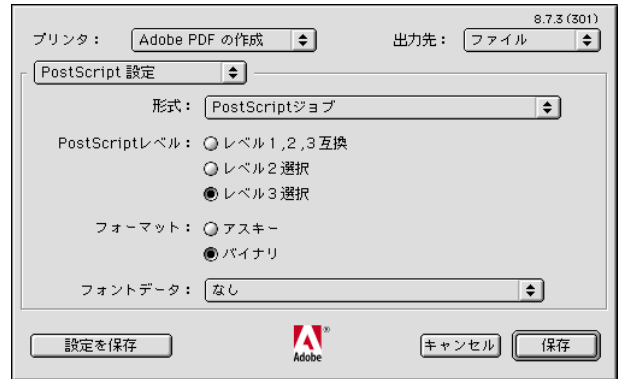 8.7.3 (301)
プリンタ： Adobe PDF の作成 出力先： ファイル
PostScript 設定
形式： PostScriptジョブ
PostScriptレベル： レベル 1 ,2 ,3 互換
レベル 2 選択
レベル 3 選択
フォーマット： アスキー
バイナリ
フォントデータ： なし
設定を保存 Adobe ® キャンセル 保存